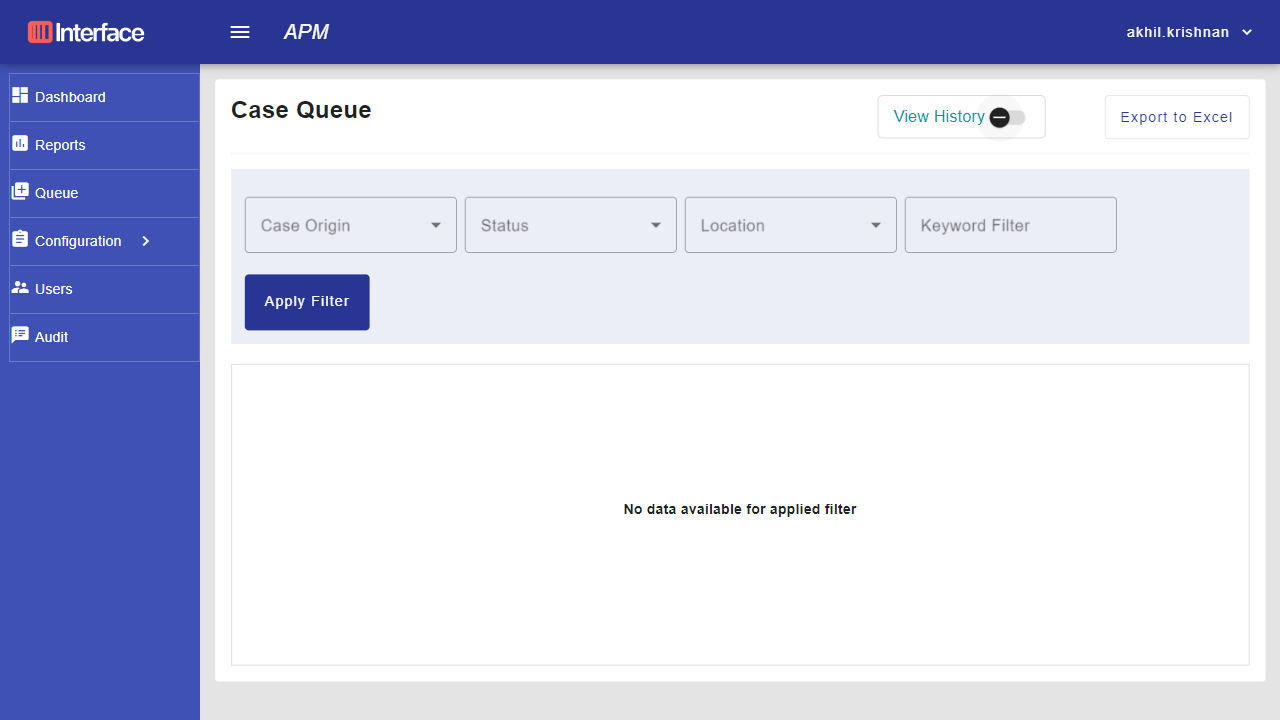 Interface
APM
akhil.krishnan
Dashboard
Reports
Queue
Configuration
Users
Audit
Case Queue
View History
Export to Excel
Case Origin
Status
Location
Keyword Filter
Apply Filter
No data available for applied filter